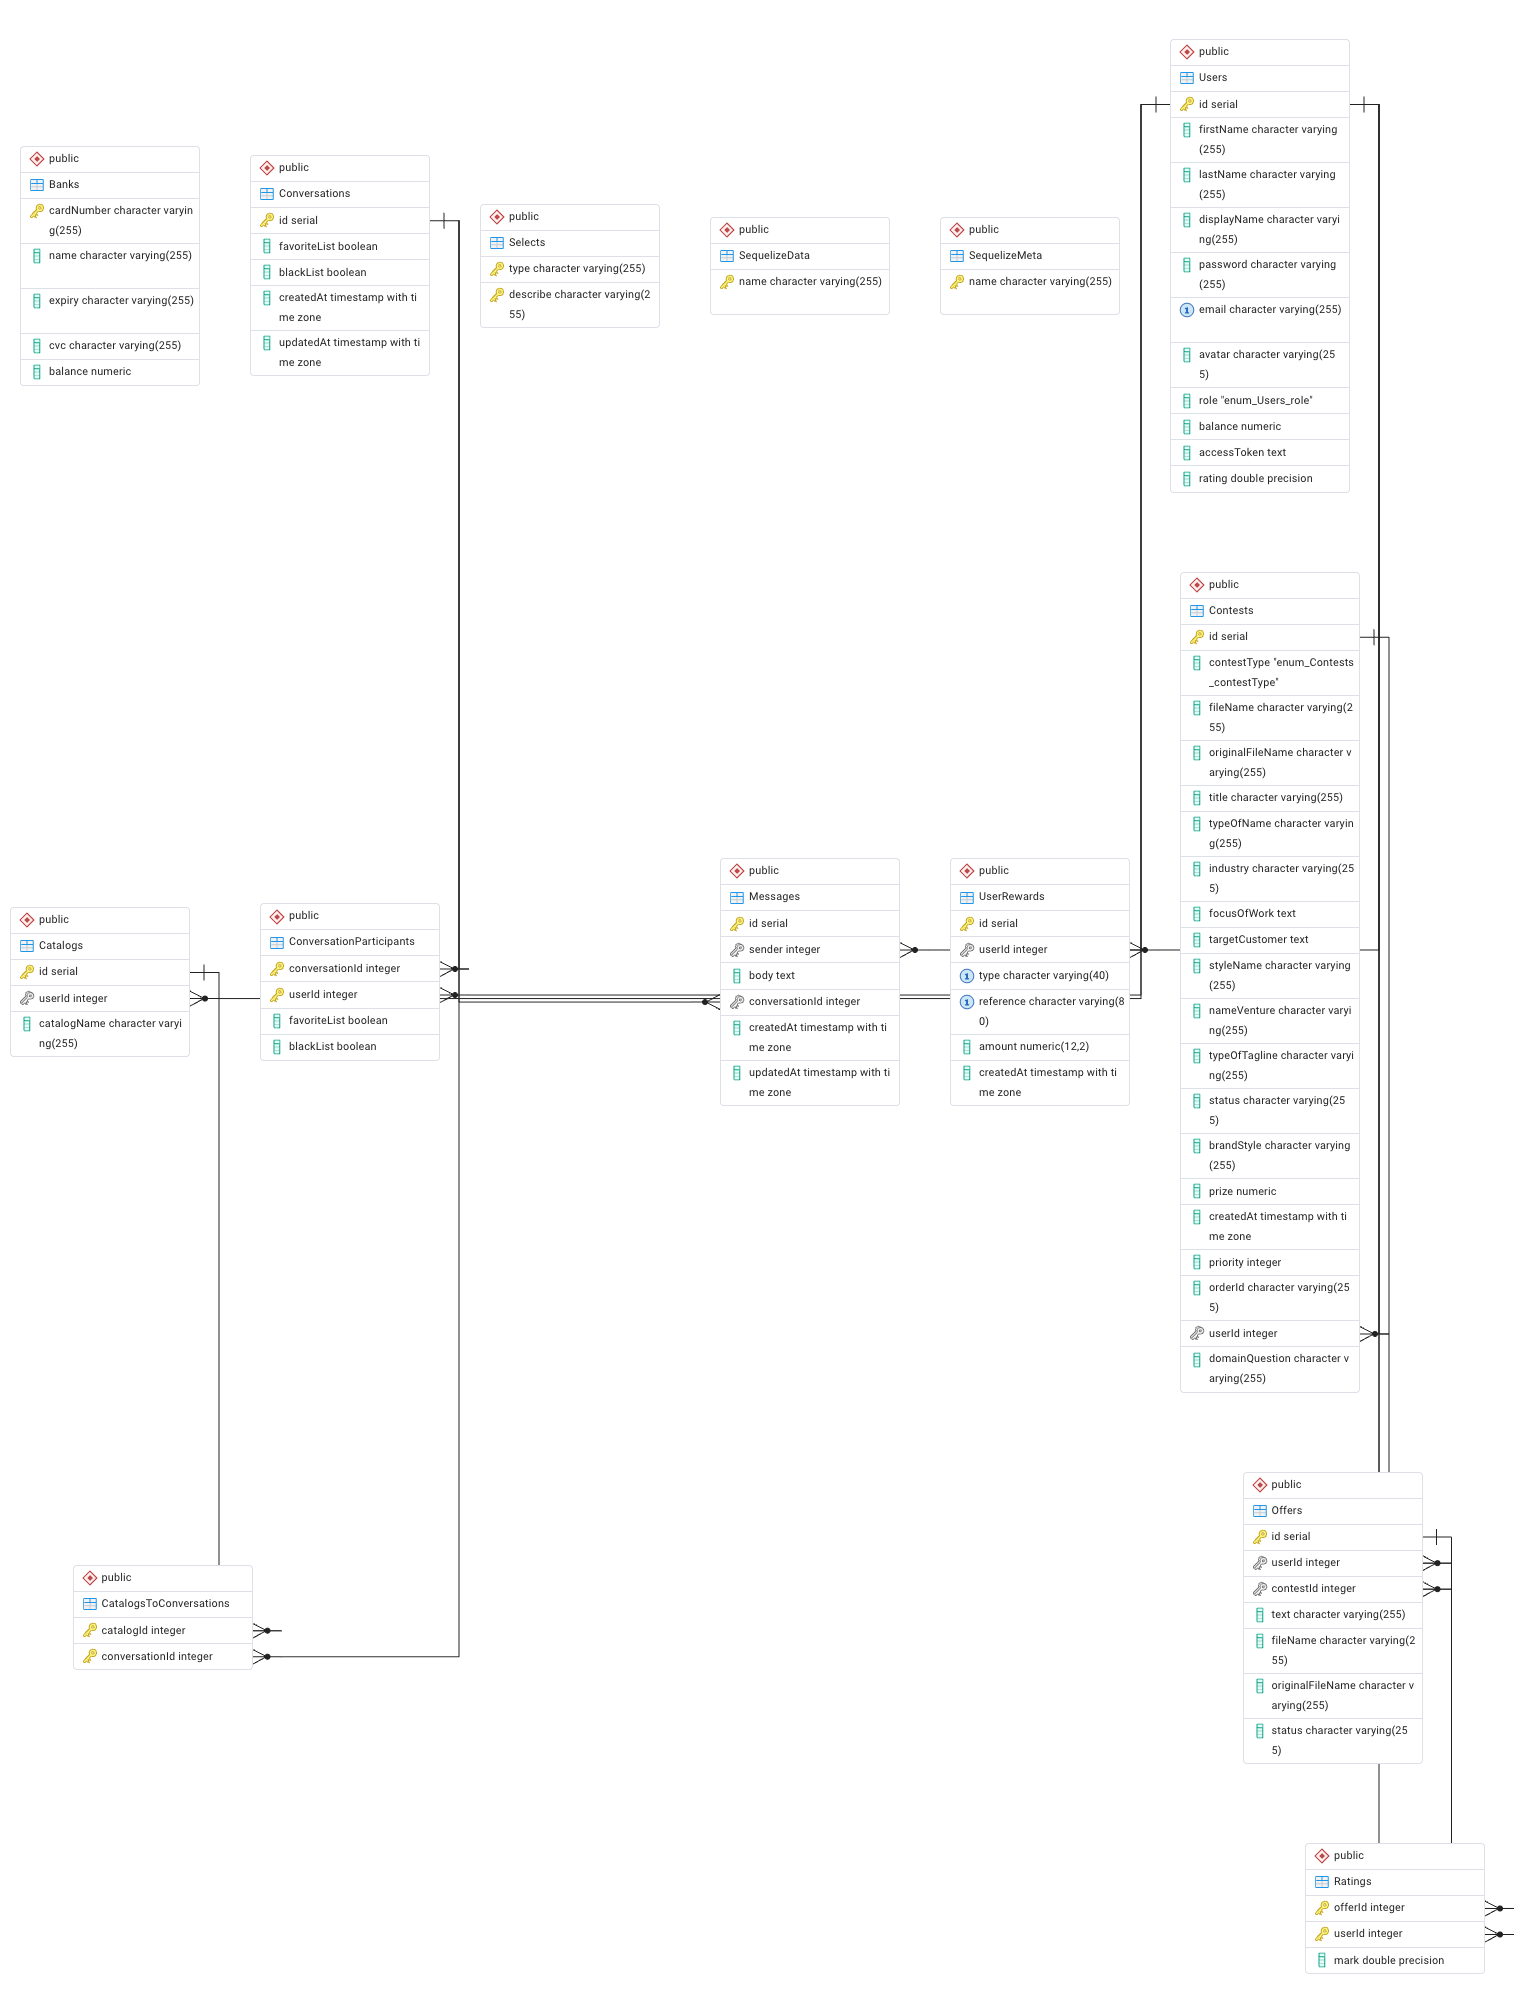 public
Users
id serial
firstName character varying
(255)
lastName character varying
(255)
displayName character varyi
ng(255)
password character varying
(255)
email character varying(255)
avatar character varying(25
5)
role "enum_Users_role"
balance numeric
accessToken text
rating double precision
public
Banks
cardNumber character varyin
g(255)
name character varying(255)
expiry character varying(255)
cvc character varying(255)
balance numeric
public
Conversations
id serial
favoriteList boolean
blackList boolean
createdAt timestamp with ti
me zone
updatedAt timestamp with ti
me zone
public
Selects
type character varying(255)
describe character varying(2
55)
public
SequelizeData
name character varying(255)
public
SequelizeMeta
name character varying(255)
public
Contests
id serial
contestType "enum_Contests
_contestType"
fileName character varying(2
55)
originalFileName character v
arying(255)
title character varying(255)
typeOfName character varyin
g(255)
industry character varying(25
5)
focusOfWork text
targetCustomer text
styleName character varying
(255)
nameVenture character varyi
ng(255)
typeOfTagline character varyi
ng(255)
status character varying(25
5)
brandStyle character varying
(255)
prize numeric
createdAt timestamp with ti
me zone
priority integer
orderId character varying(25
5)
userId integer
domainQuestion character v
arying(255)
public
Catalogs
id serial
userId integer
catalogName character varyi
ng(255)
public
ConversationParticipants
conversationId integer
userId integer
favoriteList boolean
blackList boolean
public
Messages
id serial
sender integer
body text
conversationId integer
createdAt timestamp with ti
me zone
updatedAt timestamp with ti
me zone
public
UserRewards
id serial
userId integer
type character varying(40)
reference character varying(8
0)
amount numeric(12,2)
createdAt timestamp with ti
me zone
public
CatalogsToConversations
catalogId integer
conversationId integer
public
Offers
id serial
userId integer
contestId integer
text character varying(255)
fileName character varying(2
55)
originalFileName character v
arying(255)
status character varying(25
5)
public
Ratings
offerId integer
userId integer
mark double precision